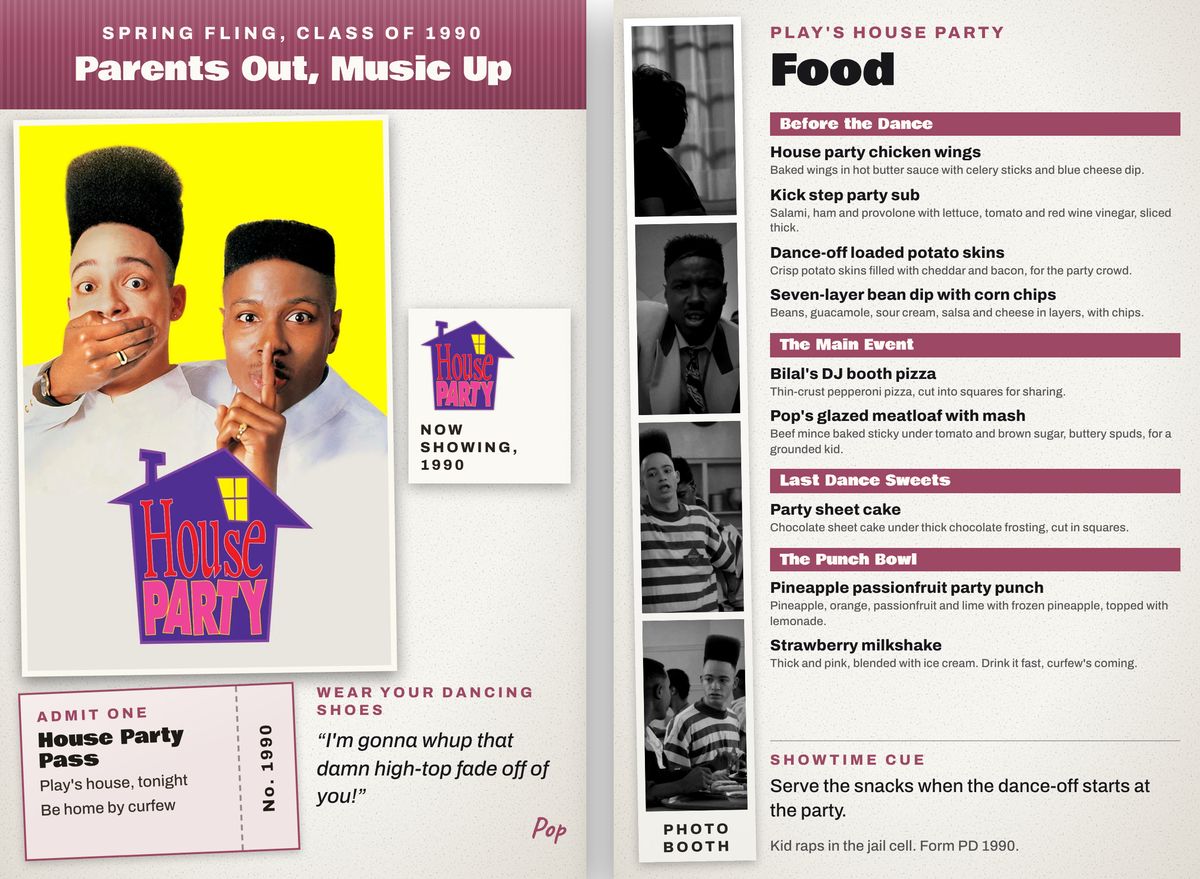 SPRING FLING, CLASS OF 1990
Parents Out, Music Up
House
PARTY
House
PARTY
NOW
SHOWING,
1990
ADMIT ONE
House Party
Pass
Play's house, tonight
Be home by curfew
No. 1990
WEAR YOUR DANCING
SHOES
“I'm gonna whup that
damn high-top fade off of
you!”
Pop
PHOTO
BOOTH
PLAY'S HOUSE PARTY
Food
Before the Dance
House party chicken wings
Baked wings in hot butter sauce with celery sticks and blue cheese dip.
Kick step party sub
Salami, ham and provolone with lettuce, tomato and red wine vinegar, sliced
thick.
Dance-off loaded potato skins
Crisp potato skins filled with cheddar and bacon, for the party crowd.
Seven-layer bean dip with corn chips
Beans, guacamole, sour cream, salsa and cheese in layers, with chips.
The Main Event
Bilal's DJ booth pizza
Thin-crust pepperoni pizza, cut into squares for sharing.
Pop's glazed meatloaf with mash
Beef mince baked sticky under tomato and brown sugar, buttery spuds, for a
grounded kid.
Last Dance Sweets
Party sheet cake
Chocolate sheet cake under thick chocolate frosting, cut in squares.
The Punch Bowl
Pineapple passionfruit party punch
Pineapple, orange, passionfruit and lime with frozen pineapple, topped with
lemonade.
Strawberry milkshake
Thick and pink, blended with ice cream. Drink it fast, curfew's coming.
SHOWTIME CUE
Serve the snacks when the dance-off starts at
the party.
Kid raps in the jail cell. Form PD 1990.